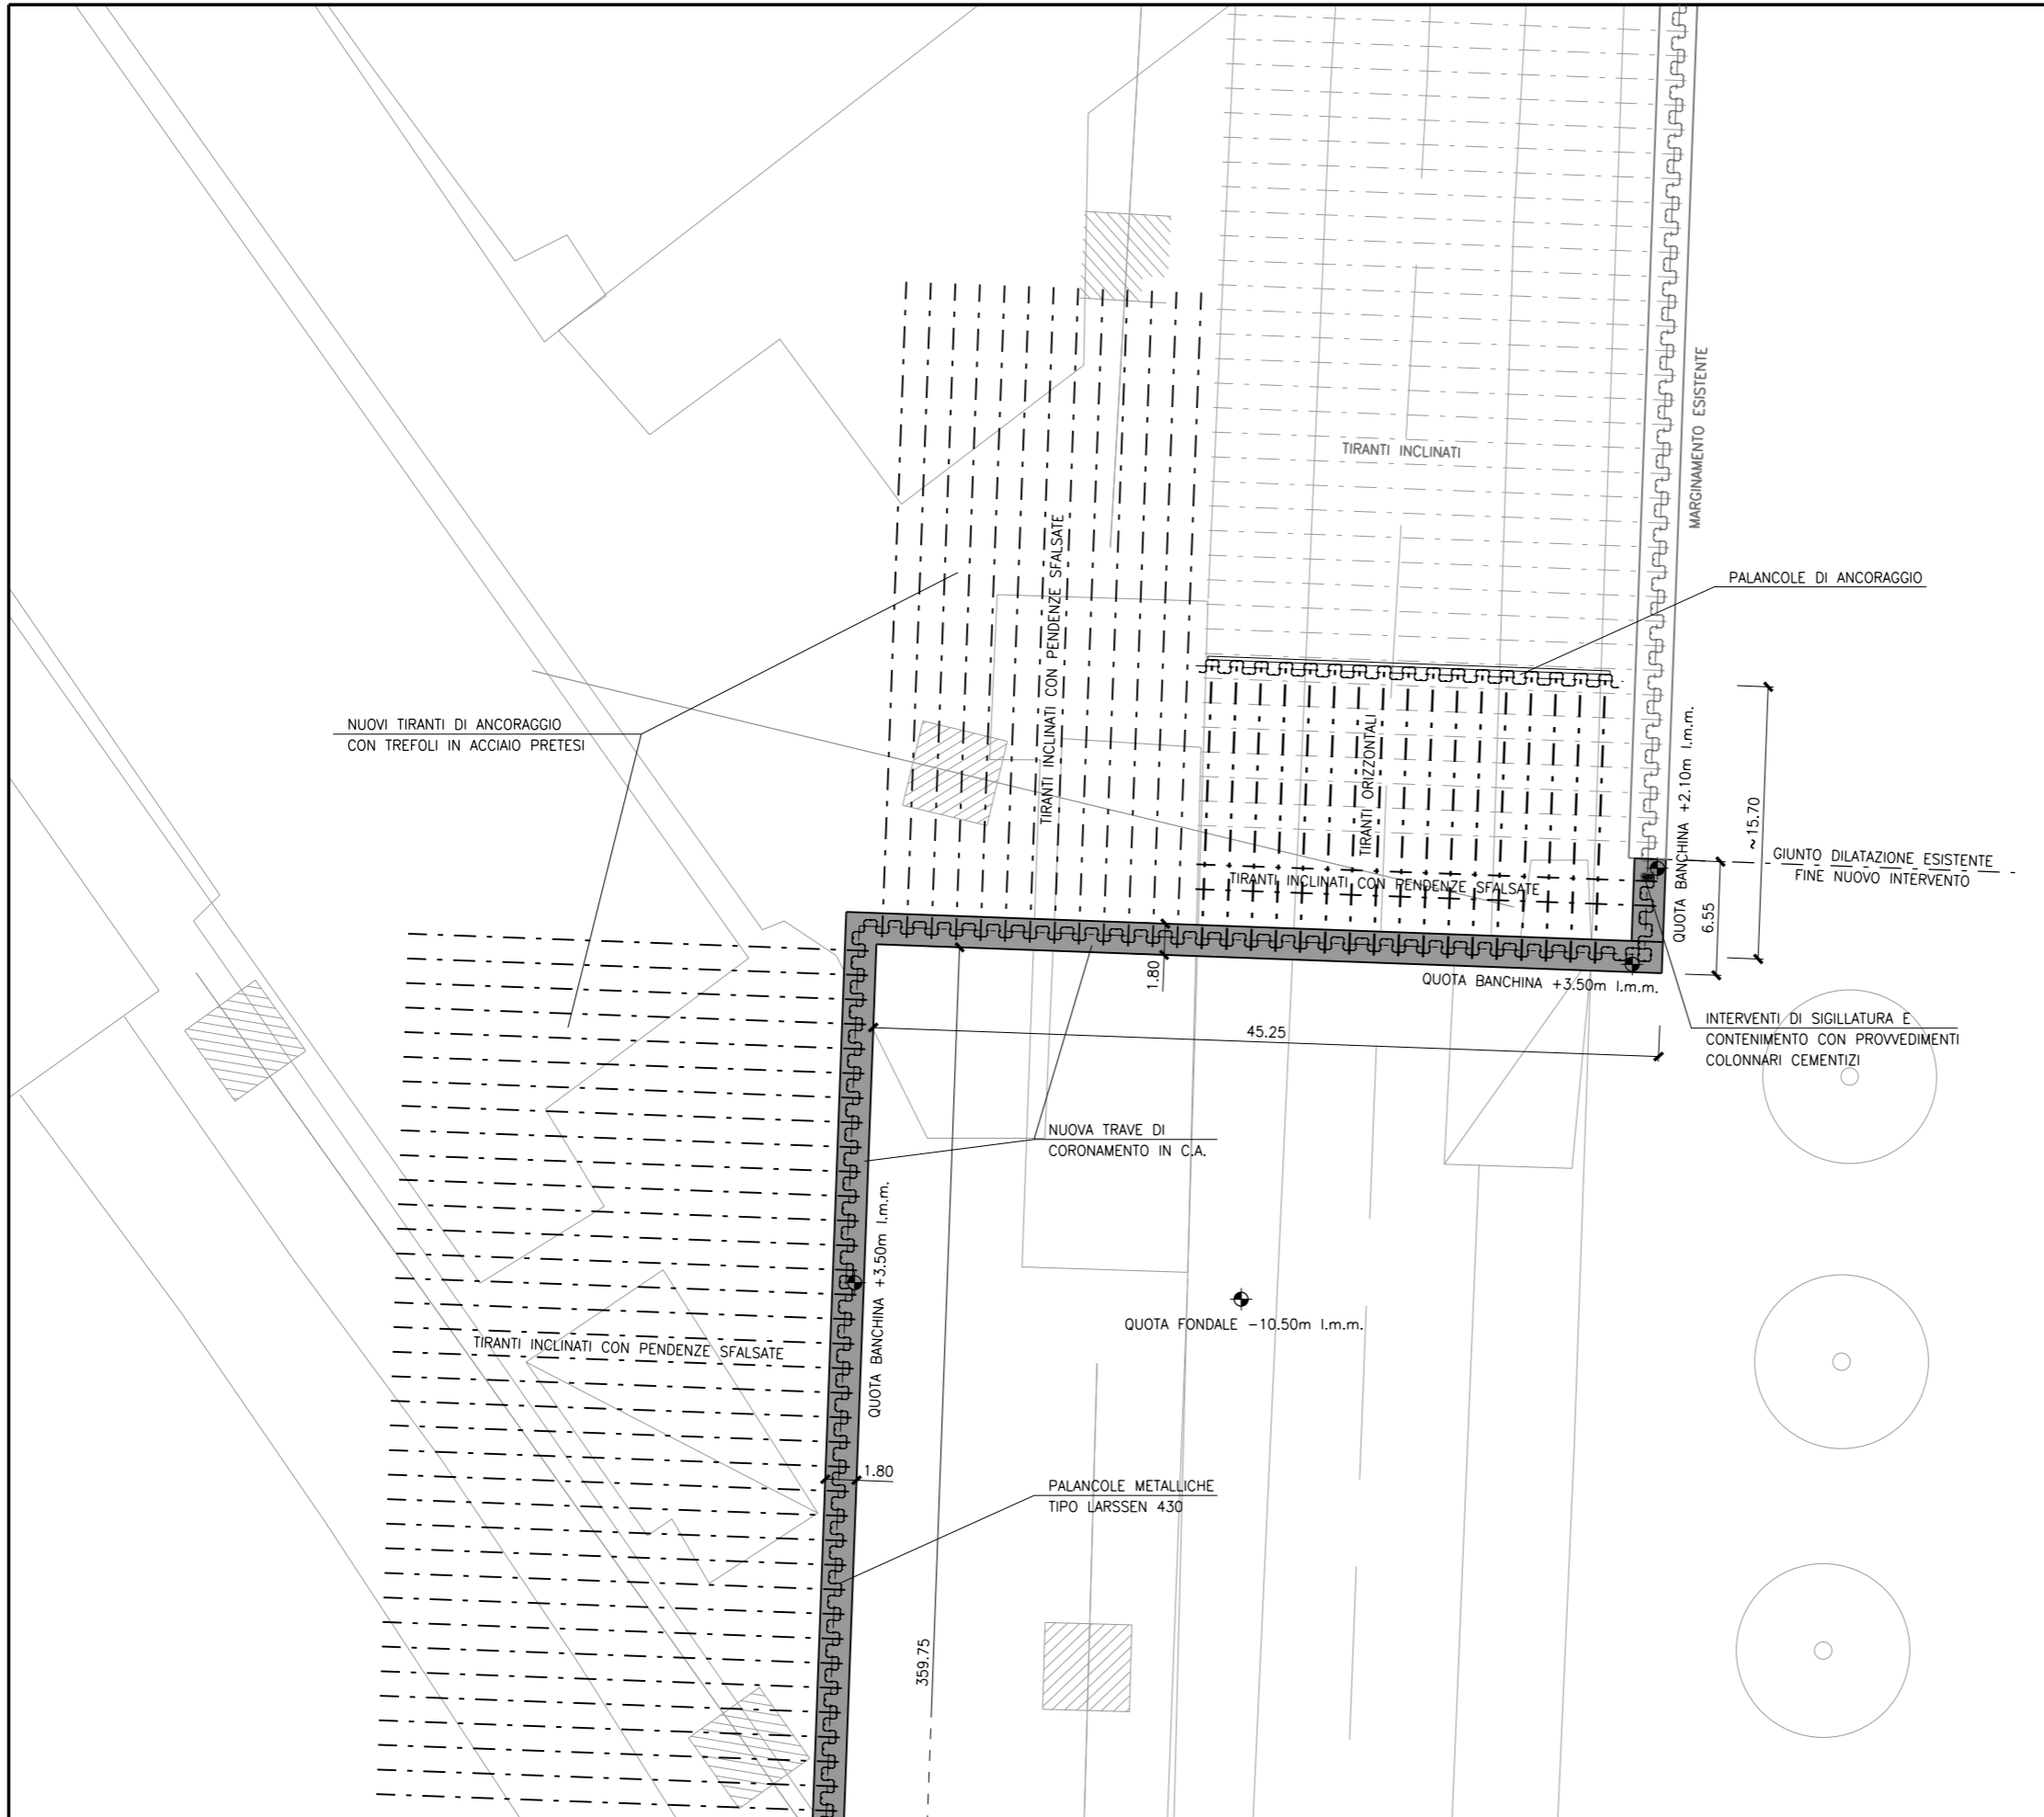 TIRANTI INCLINATI
MARGINAMENTO ESISTENTE
PALANCOLE DI ANCORAGGIO
TIRANTI INCLINATI CON PENDENZE SFALSATE
NUOVI TIRANTI DI ANCORAGGIO
CON TREFOLI IN ACCIAIO PRETESI
TIRANTI ORIZZONTALI
QUOTA BANCHINA +2.10m l.m.m.
~15.70
GIUNTO DILATAZIONE ESISTENTE
FINE NUOVO INTERVENTO
TIRANTI INCLINATI CON PENDENZE SFALSATE
6.55
1.80
QUOTA BANCHINA +3.50m l.m.m.
INTERVENTI DI SIGILLATURA E
CONTENIMENTO CON PROVVEDIMENTI
COLONNARI CEMENTIZI
45.25
NUOVA TRAVE DI
CORONAMENTO IN C.A.
QUOTA BANCHINA +3.50m l.m.m.
QUOTA FONDALE -10.50m l.m.m.
TIRANTI INCLINATI CON PENDENZE SFALSATE
1.80
PALANCOLE METALLICHE
TIPO LARSSEN 430
359.75